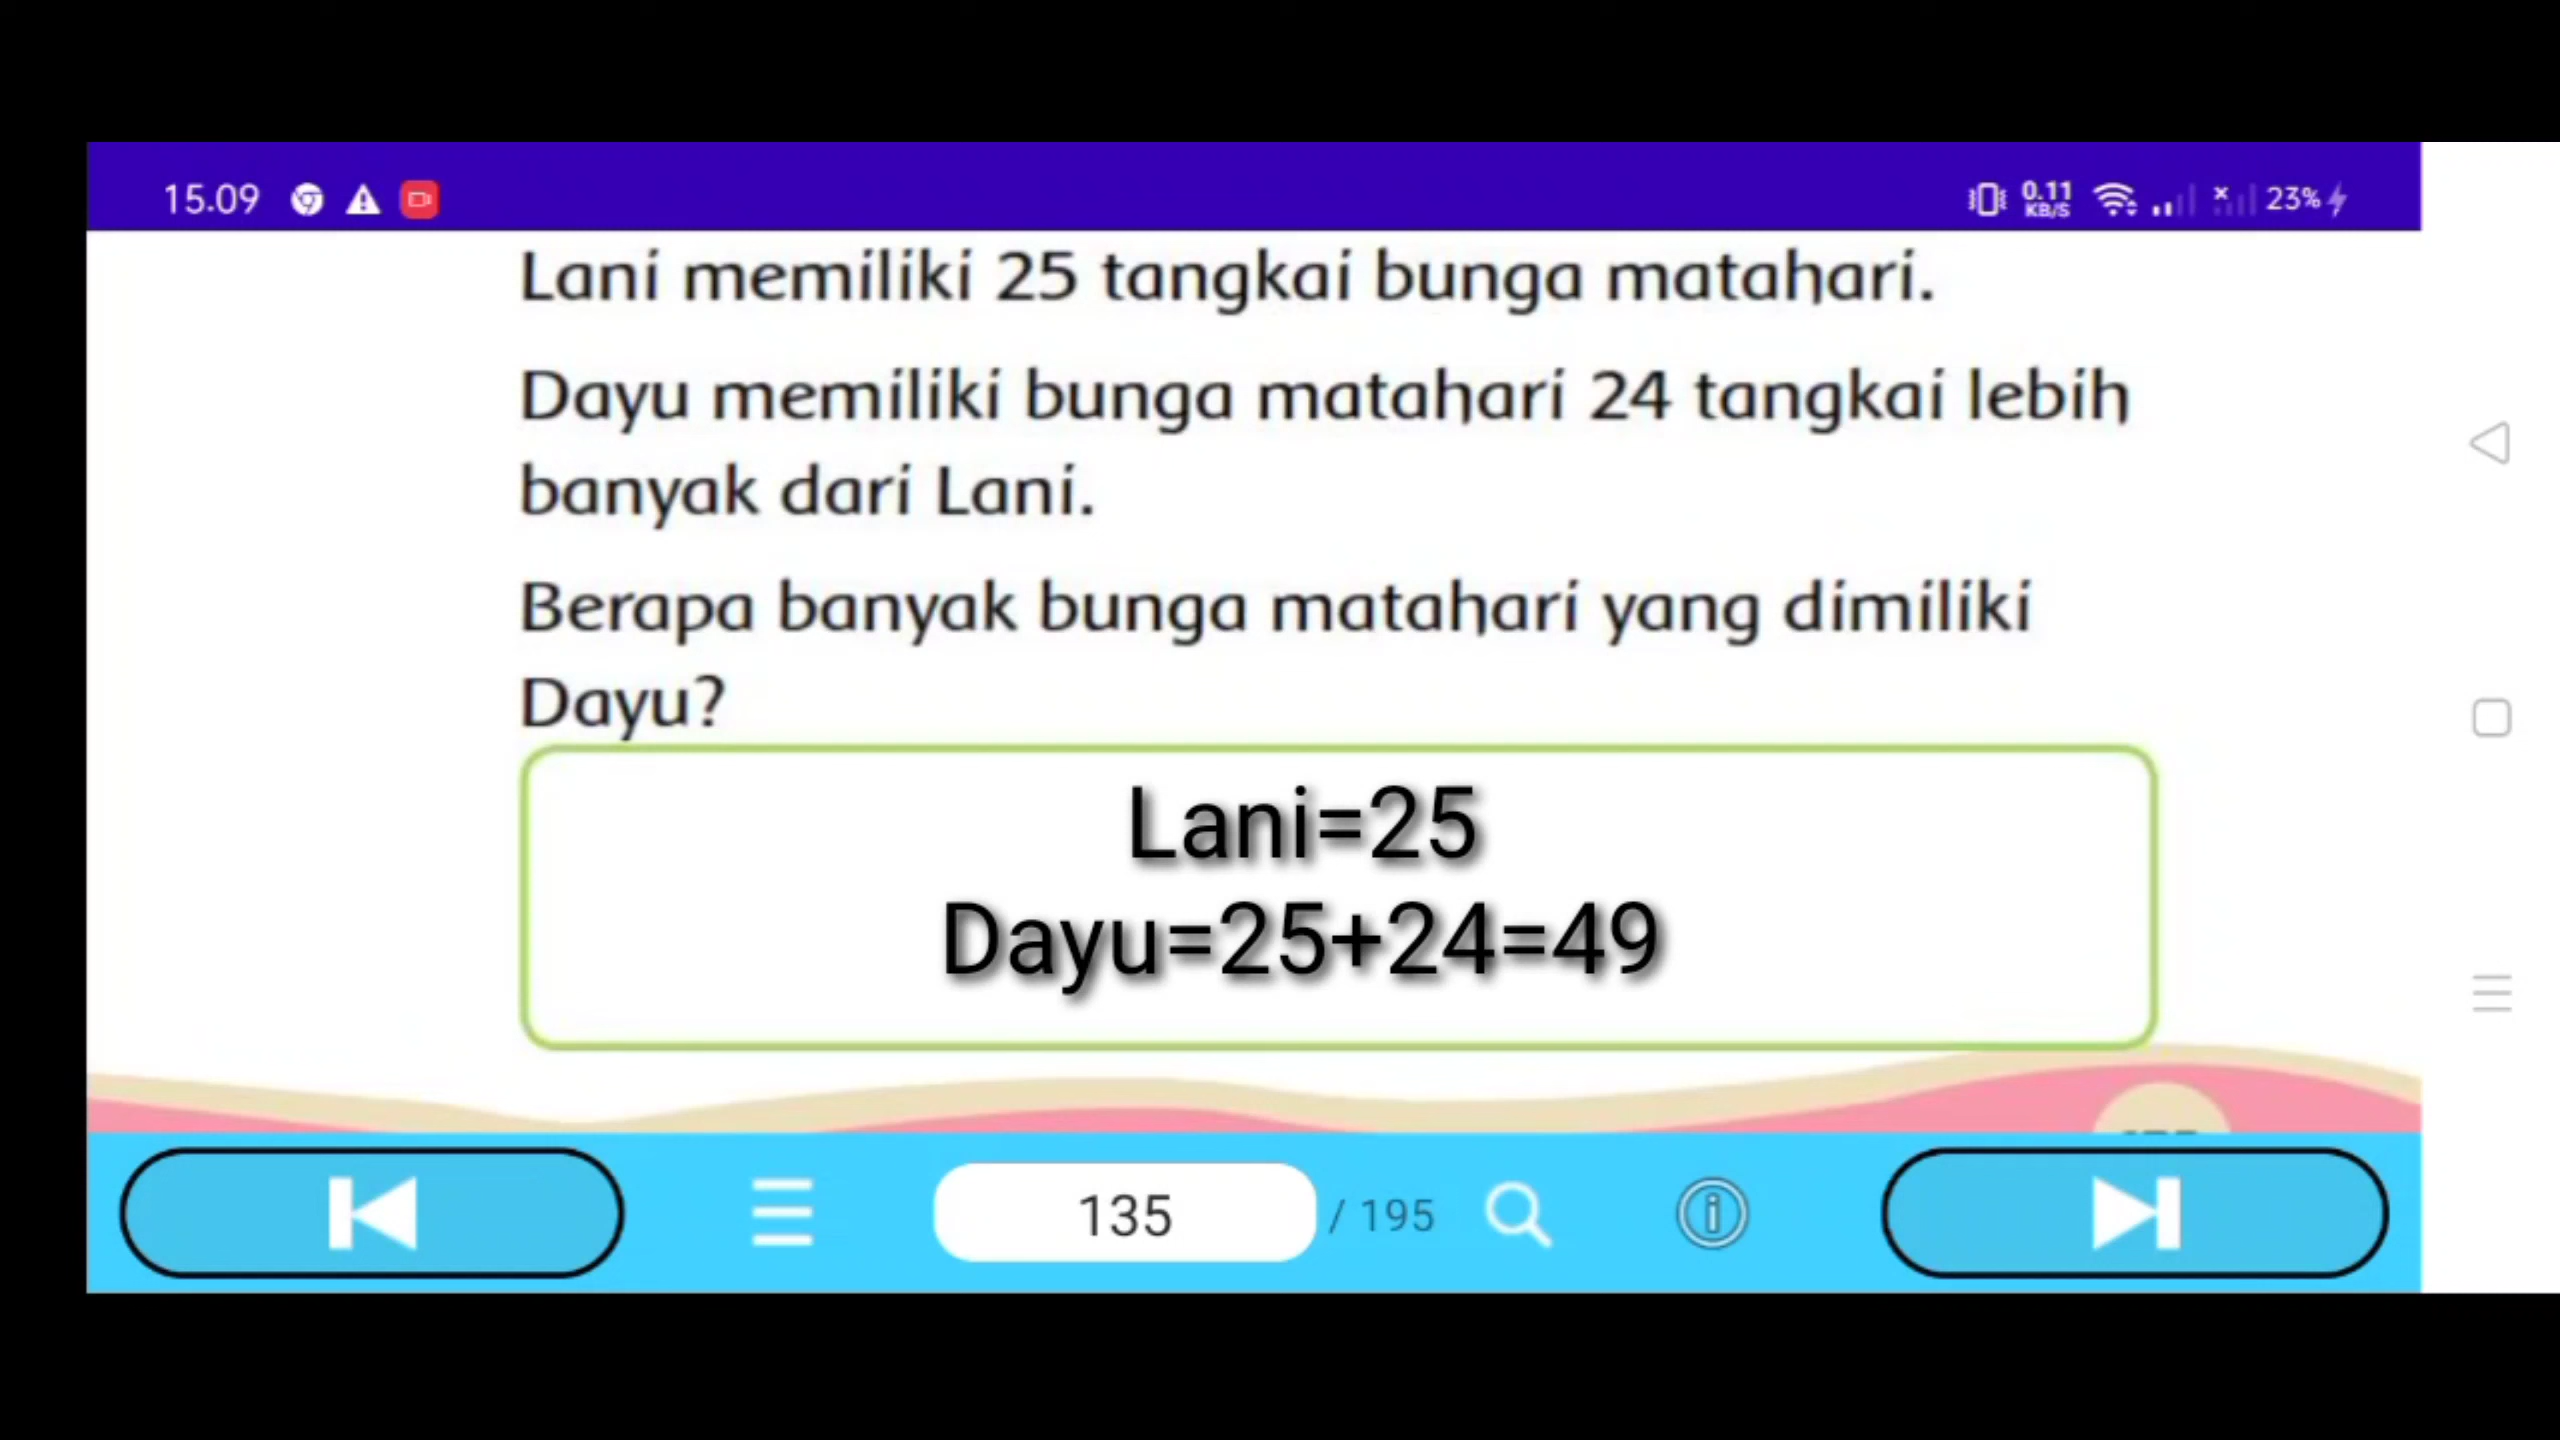 15.09 0.11 KB/S 23%
Lani memiliki 25 tangkai bunga matahari.
Dayu memiliki bunga matahari 24 tangkai lebih
banyak dari Lani.
Berapa banyak bunga matahari yang dimiliki
Dayu?
Lani=25
Dayu=25+24=49
135 / 195